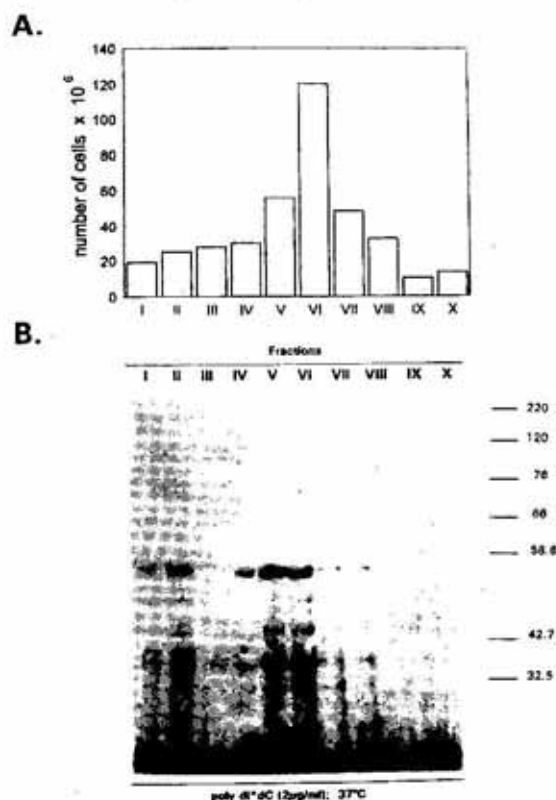 A.
number of cells x 10⁶
140
120
100
80
60
40
20
0
I II III IV V VI VII VIII IX X
B.
Fractions
I II III IV V VI VII VIII IX X
220
120
76
66
56.6
42.7
32.5
poly dI*dC (2µg/ml); 37°C